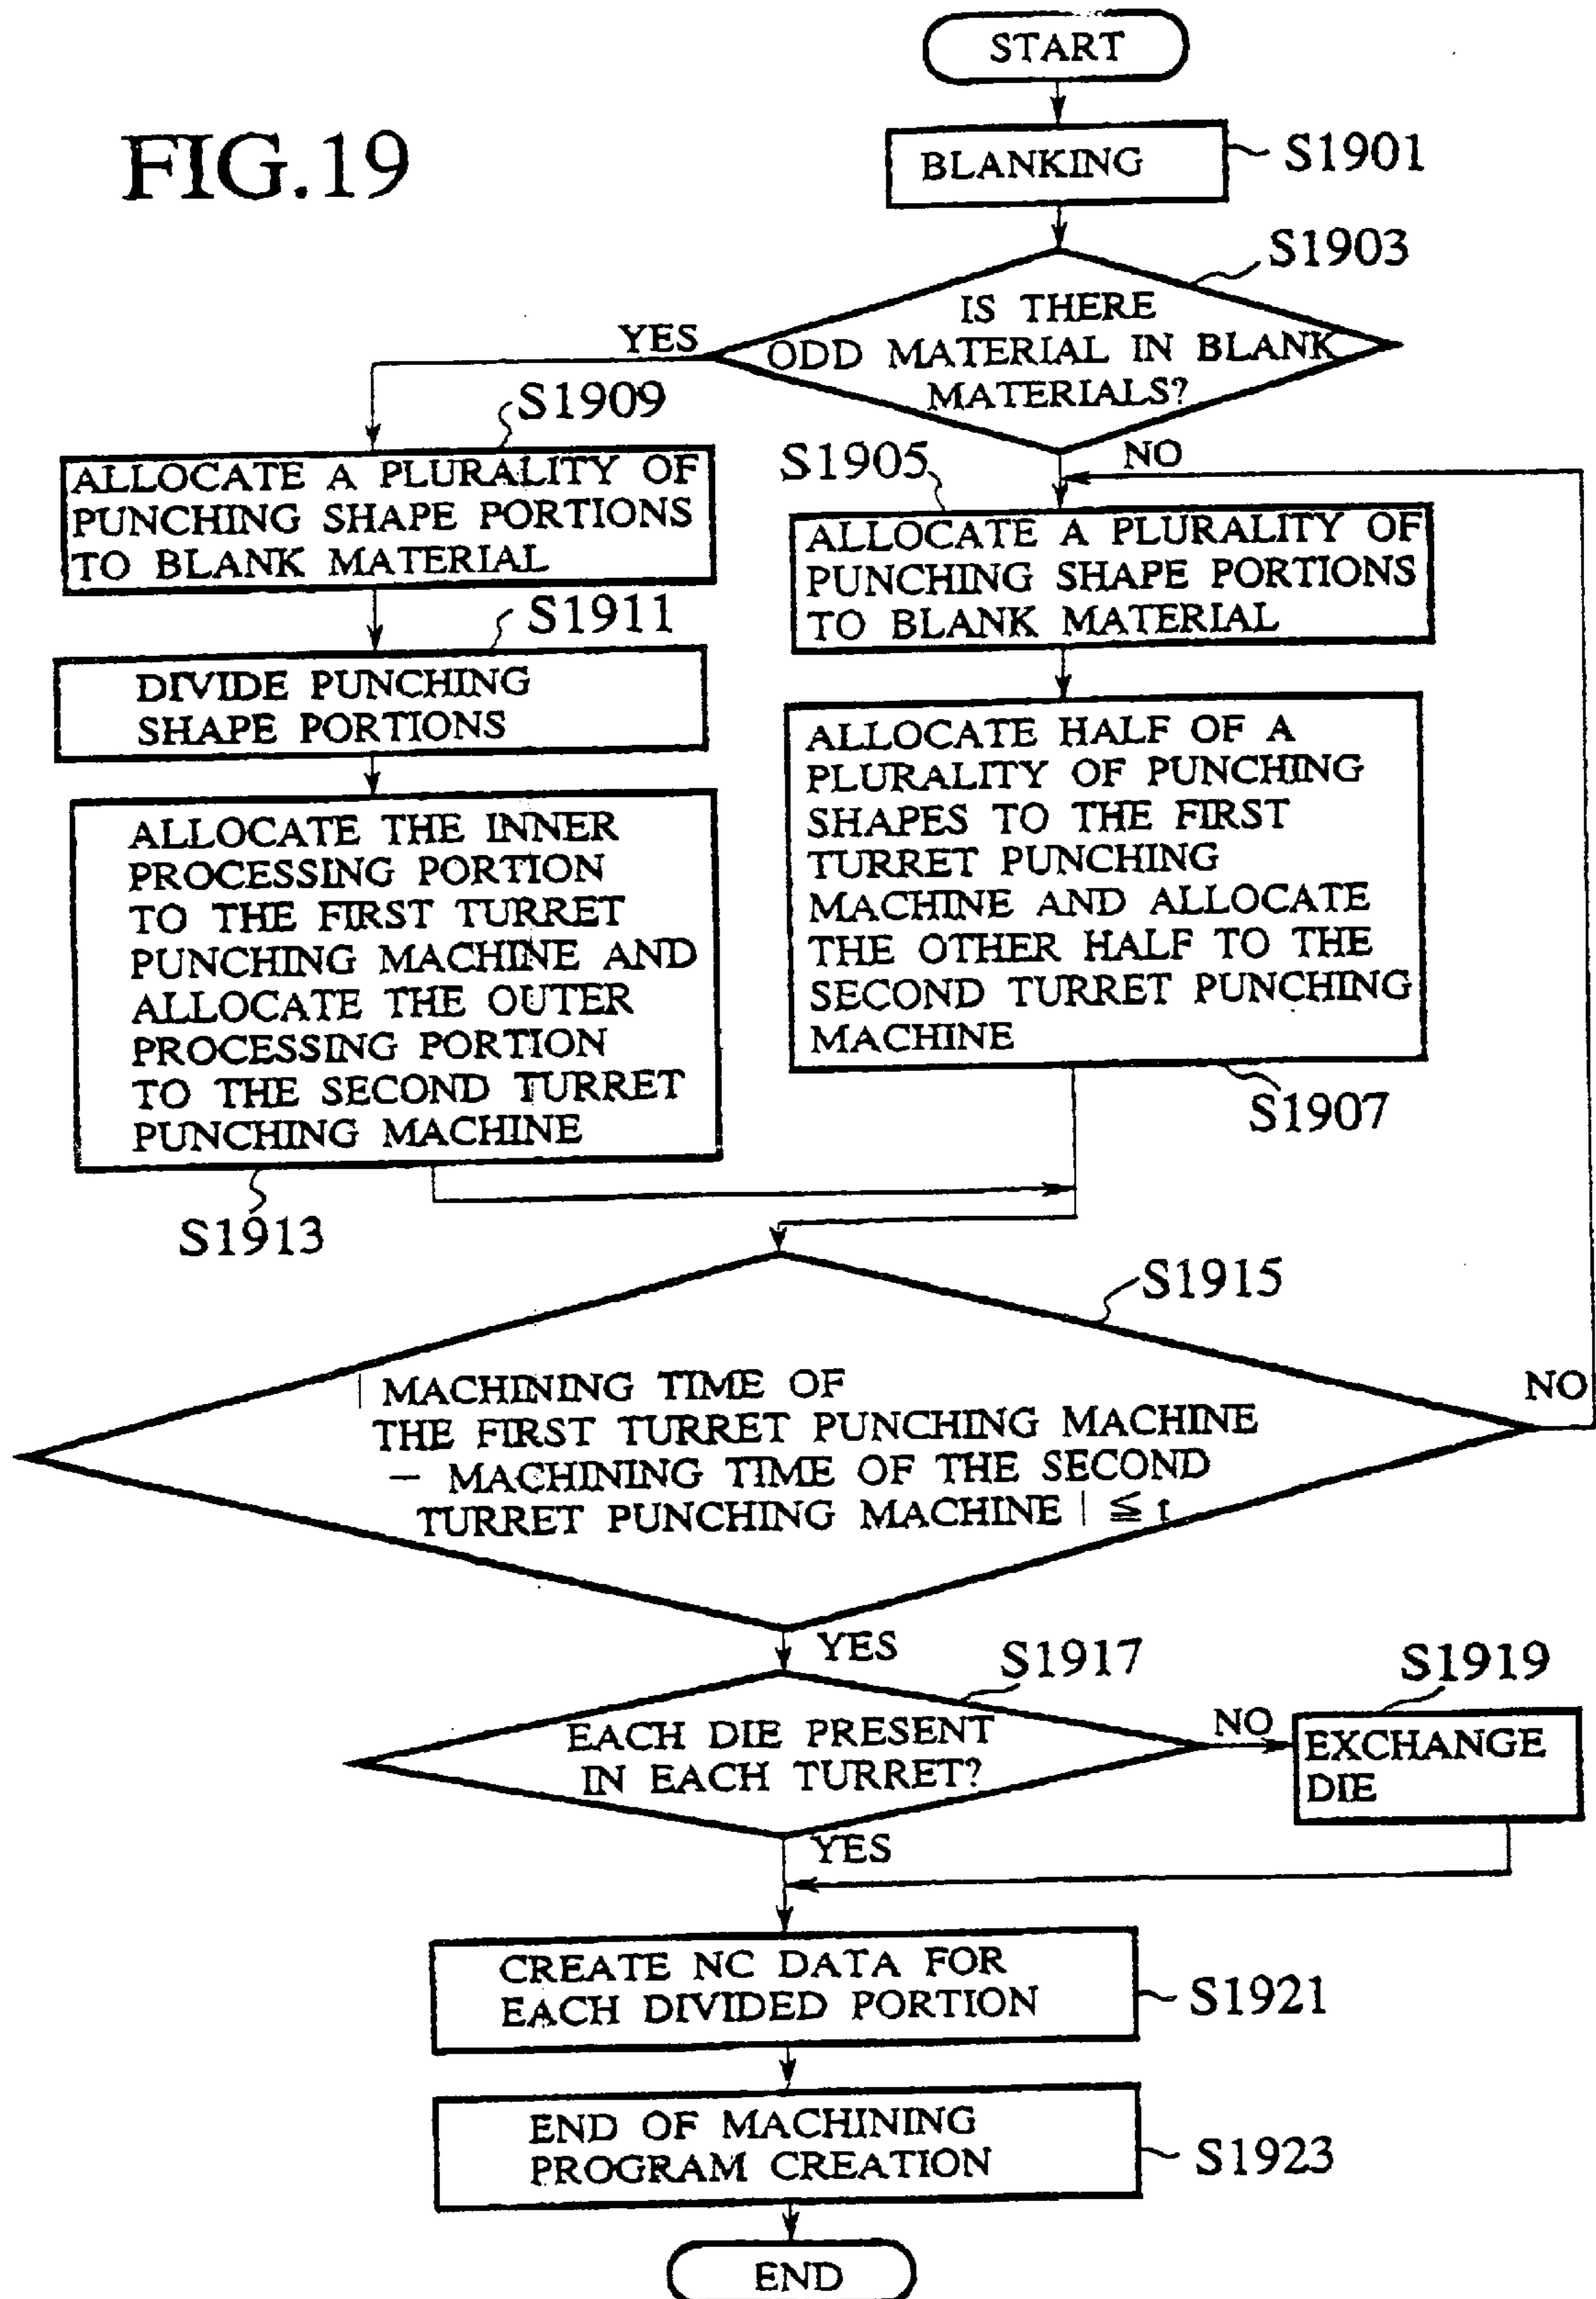 FIG.19
START
BLANKING
S1901
S1903
IS THERE
ODD MATERIAL IN BLANK
MATERIALS?
YES
NO
S1909
ALLOCATE A PLURALITY OF
PUNCHING SHAPE PORTIONS
TO BLANK MATERIAL
S1911
DIVIDE PUNCHING
SHAPE PORTIONS
ALLOCATE THE INNER
PROCESSING PORTION
TO THE FIRST TURRET
PUNCHING MACHINE AND
ALLOCATE THE OUTER
PROCESSING PORTION
TO THE SECOND TURRET
PUNCHING MACHINE
S1913
S1905
ALLOCATE A PLURALITY OF
PUNCHING SHAPE PORTIONS
TO BLANK MATERIAL
ALLOCATE HALF OF A
PLURALITY OF PUNCHING
SHAPES TO THE FIRST
TURRET PUNCHING
MACHINE AND ALLOCATE
THE OTHER HALF TO THE
SECOND TURRET PUNCHING
MACHINE
S1907
S1915
| MACHINING TIME OF
THE FIRST TURRET PUNCHING MACHINE
− MACHINING TIME OF THE SECOND
TURRET PUNCHING MACHINE | ≦ t
NO
YES
S1917
EACH DIE PRESENT
IN EACH TURRET?
NO
S1919
EXCHANGE
DIE
YES
CREATE NC DATA FOR
EACH DIVIDED PORTION
S1921
END OF MACHINING
PROGRAM CREATION
S1923
END